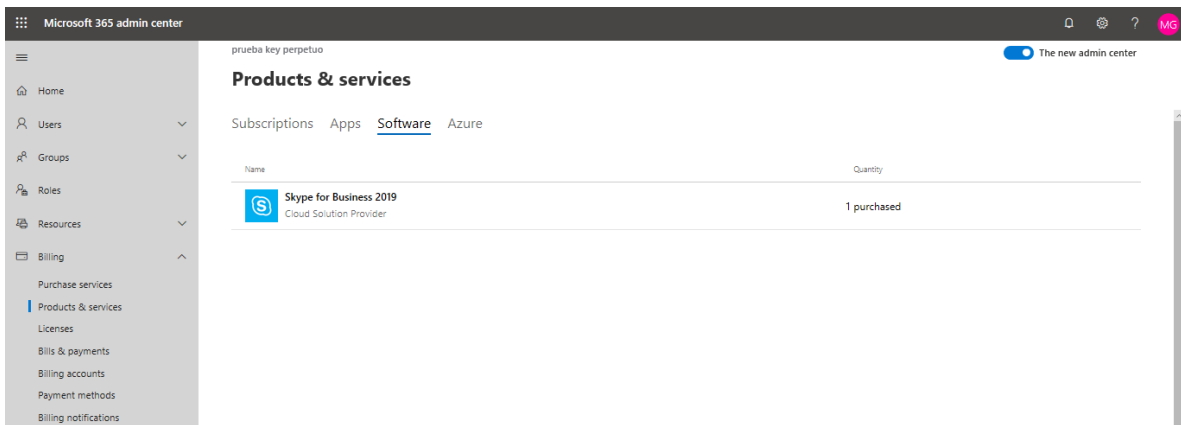 Microsoft 365 admin center
?
MG
prueba key perpetuo
The new admin center
Products & services
Home
Users
Groups
Roles
Resources
Billing
Purchase services
Products & services
Licenses
Bills & payments
Billing accounts
Payment methods
Billing notifications
Subscriptions Apps Software Azure
Name Quantity
Skype for Business 2019
Cloud Solution Provider
1 purchased